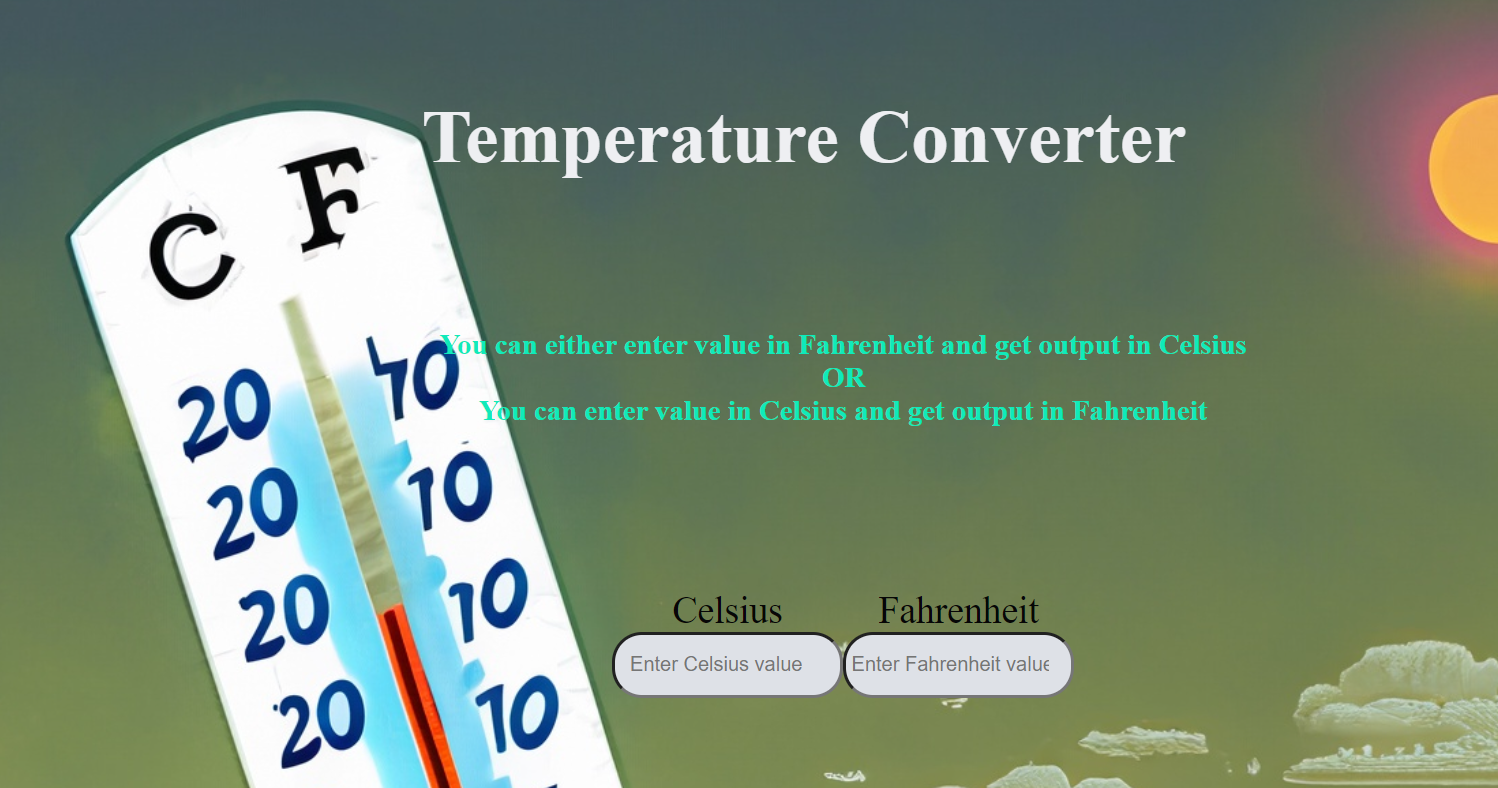 Temperature Converter
C F
You can either enter value in Fahrenheit and get output in Celsius
OR
You can enter value in Celsius and get output in Fahrenheit
20 40
20 10
20 10
20 10
Celsius Fahrenheit
Enter Celsius value Enter Fahrenheit value